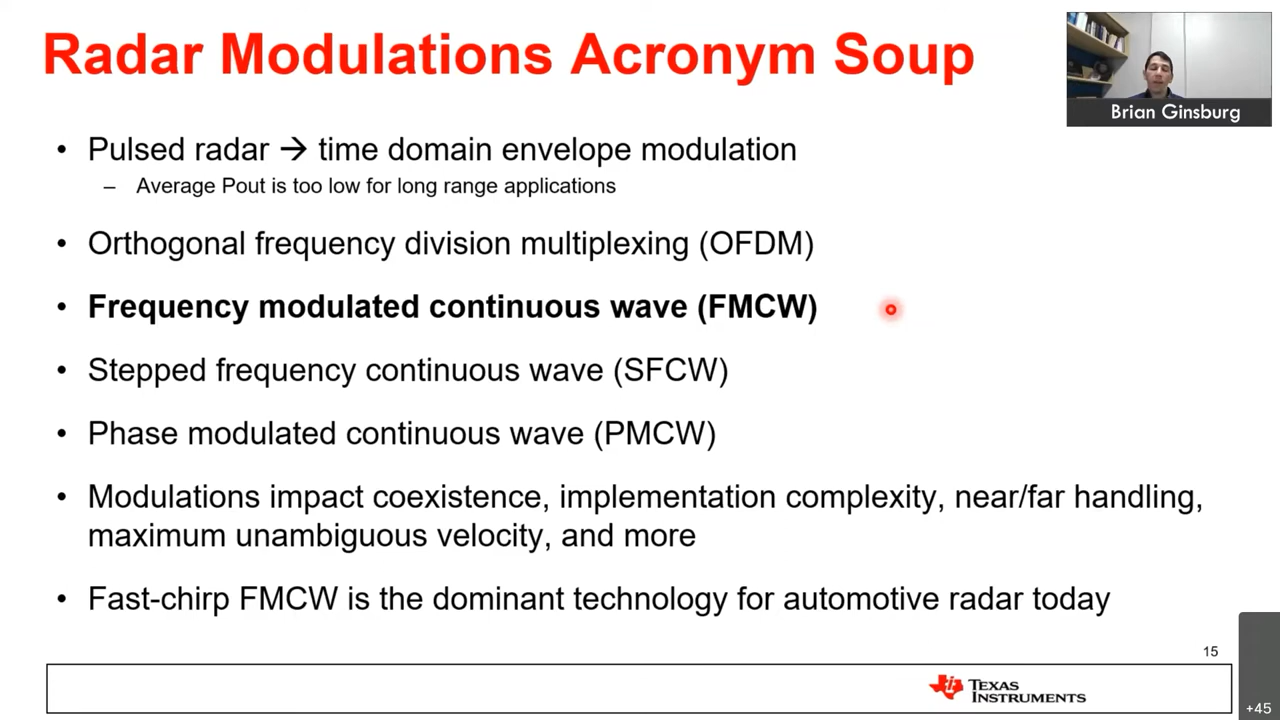 Radar Modulations Acronym Soup
Brian Ginsburg
• Pulsed radar → time domain envelope modulation
– Average Pout is too low for long range applications
• Orthogonal frequency division multiplexing (OFDM)
• Frequency modulated continuous wave (FMCW)
• Stepped frequency continuous wave (SFCW)
• Phase modulated continuous wave (PMCW)
• Modulations impact coexistence, implementation complexity, near/far handling,
maximum unambiguous velocity, and more
• Fast-chirp FMCW is the dominant technology for automotive radar today
15
TEXAS
INSTRUMENTS
+45